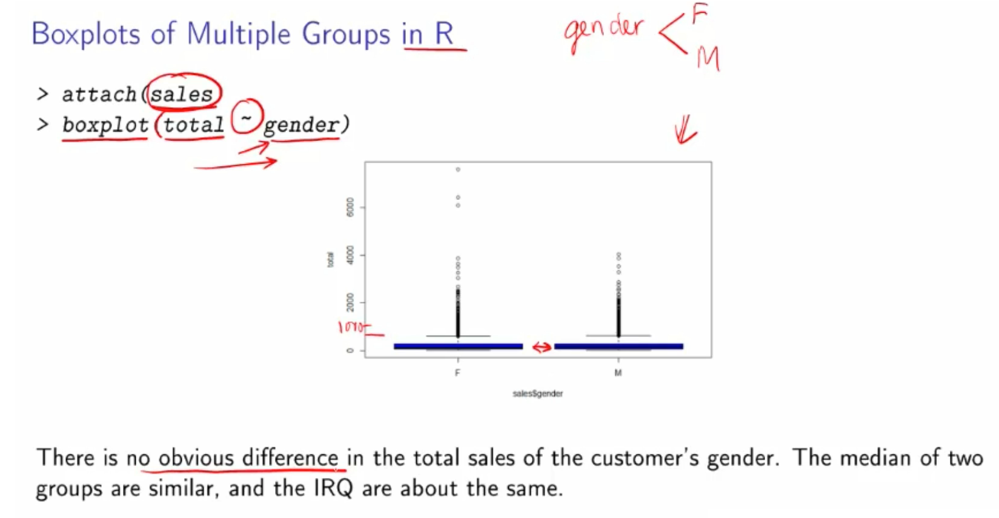 Boxplots of Multiple Groups in R
gender < F
M
> attach(sales
> boxplot(total ~ gender)
6000
4000
2000
0
total
F
M
sales$gender
There is no obvious difference in the total sales of the customer's gender. The median of two
groups are similar, and the IRQ are about the same.